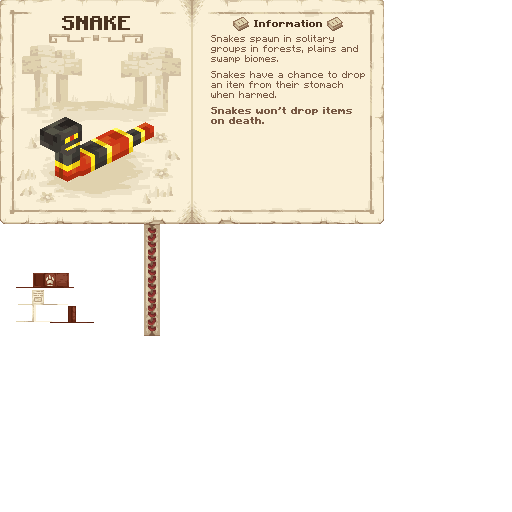 SNAKE
Information
Snakes spawn in solitary
groups in forests, plains and
swamp biomes.
Snakes have a chance to drop
an item from their stomach
when harmed.
Snakes won't drop items
on death.